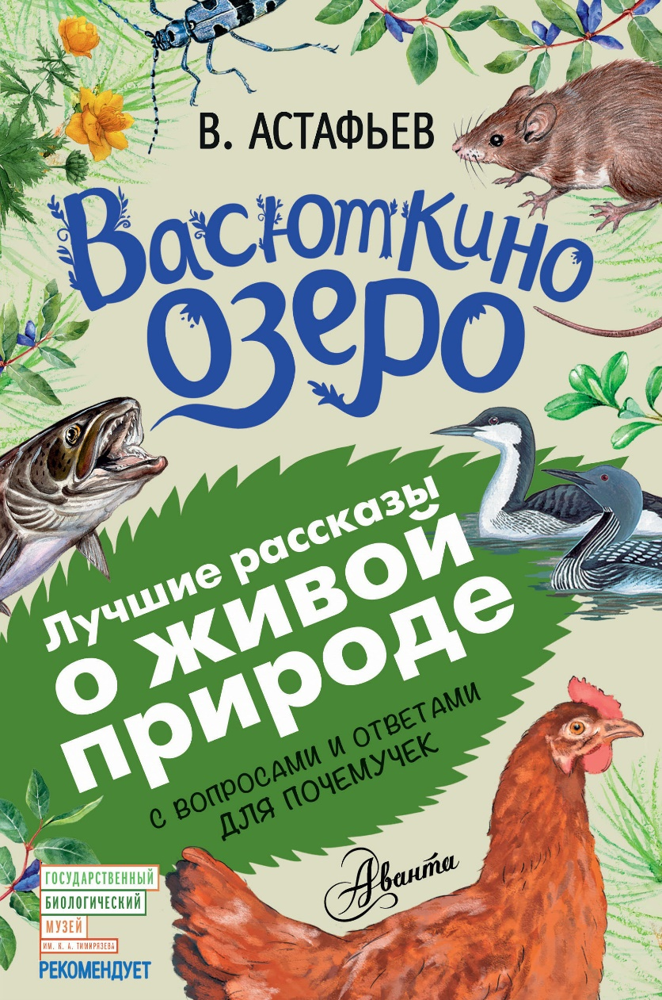 В. АСТАФЬЕВ
Васюткино
озеро
Лучшие рассказы
о живой
природе
с вопросами и ответами
для почемучек
Аванта
ГОСУДАРСТВЕННЫЙ
БИОЛОГИЧЕСКИЙ
МУЗЕЙ
ИМ. К. А. ТИМИРЯЗЕВА
РЕКОМЕНДУЕТ